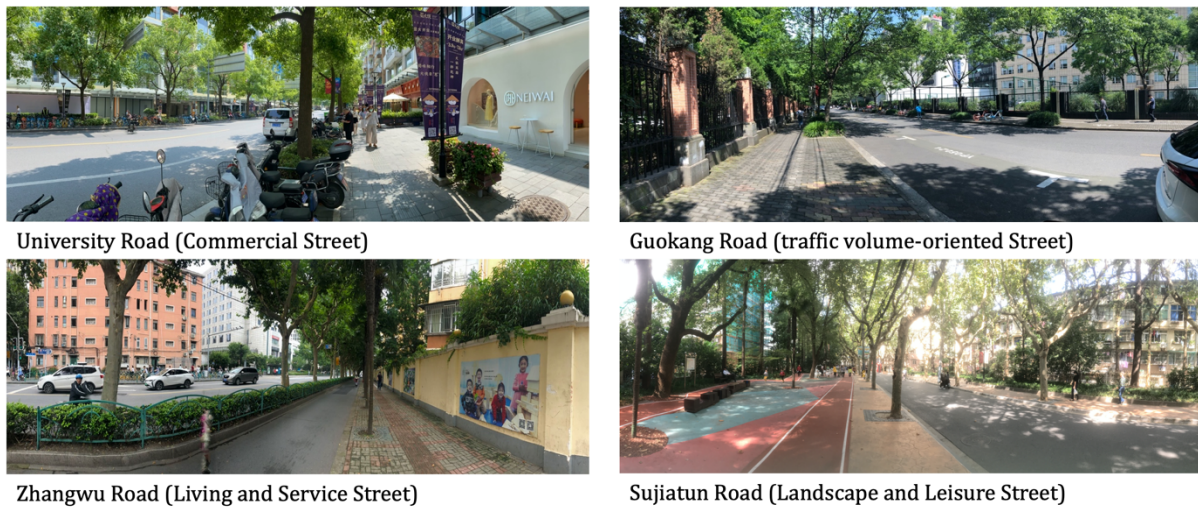 NEIWAI
University Road (Commercial Street)
Guokang Road (traffic volume-oriented Street)
Zhangwu Road (Living and Service Street)
Sujiatun Road (Landscape and Leisure Street)